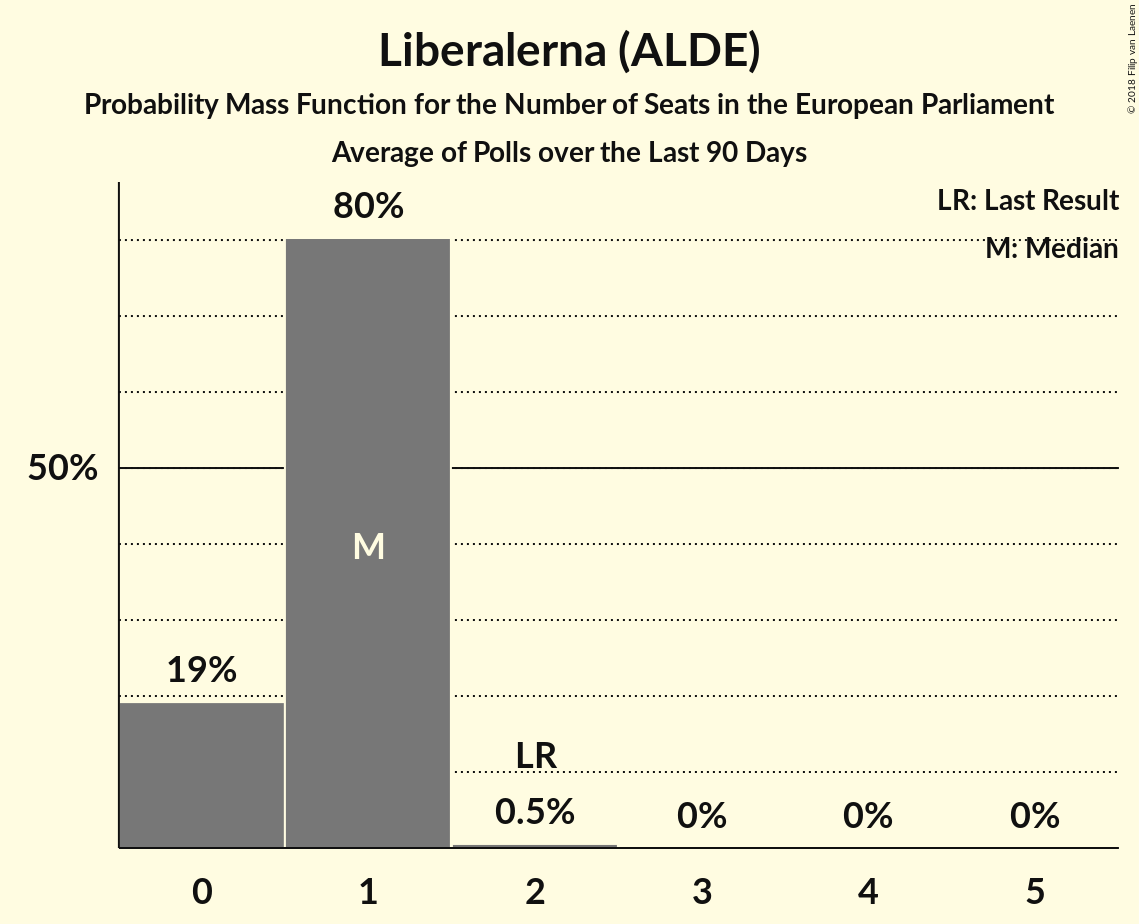 Liberalerna (ALDE)
Probability Mass Function for the Number of Seats in the European Parliament
Average of Polls over the Last 90 Days
© 2018 Filip van Laenen
LR: Last Result
M: Median
80%
50%
M
19%
LR
0.5%
0%
0%
0%
0 1 2 3 4 5